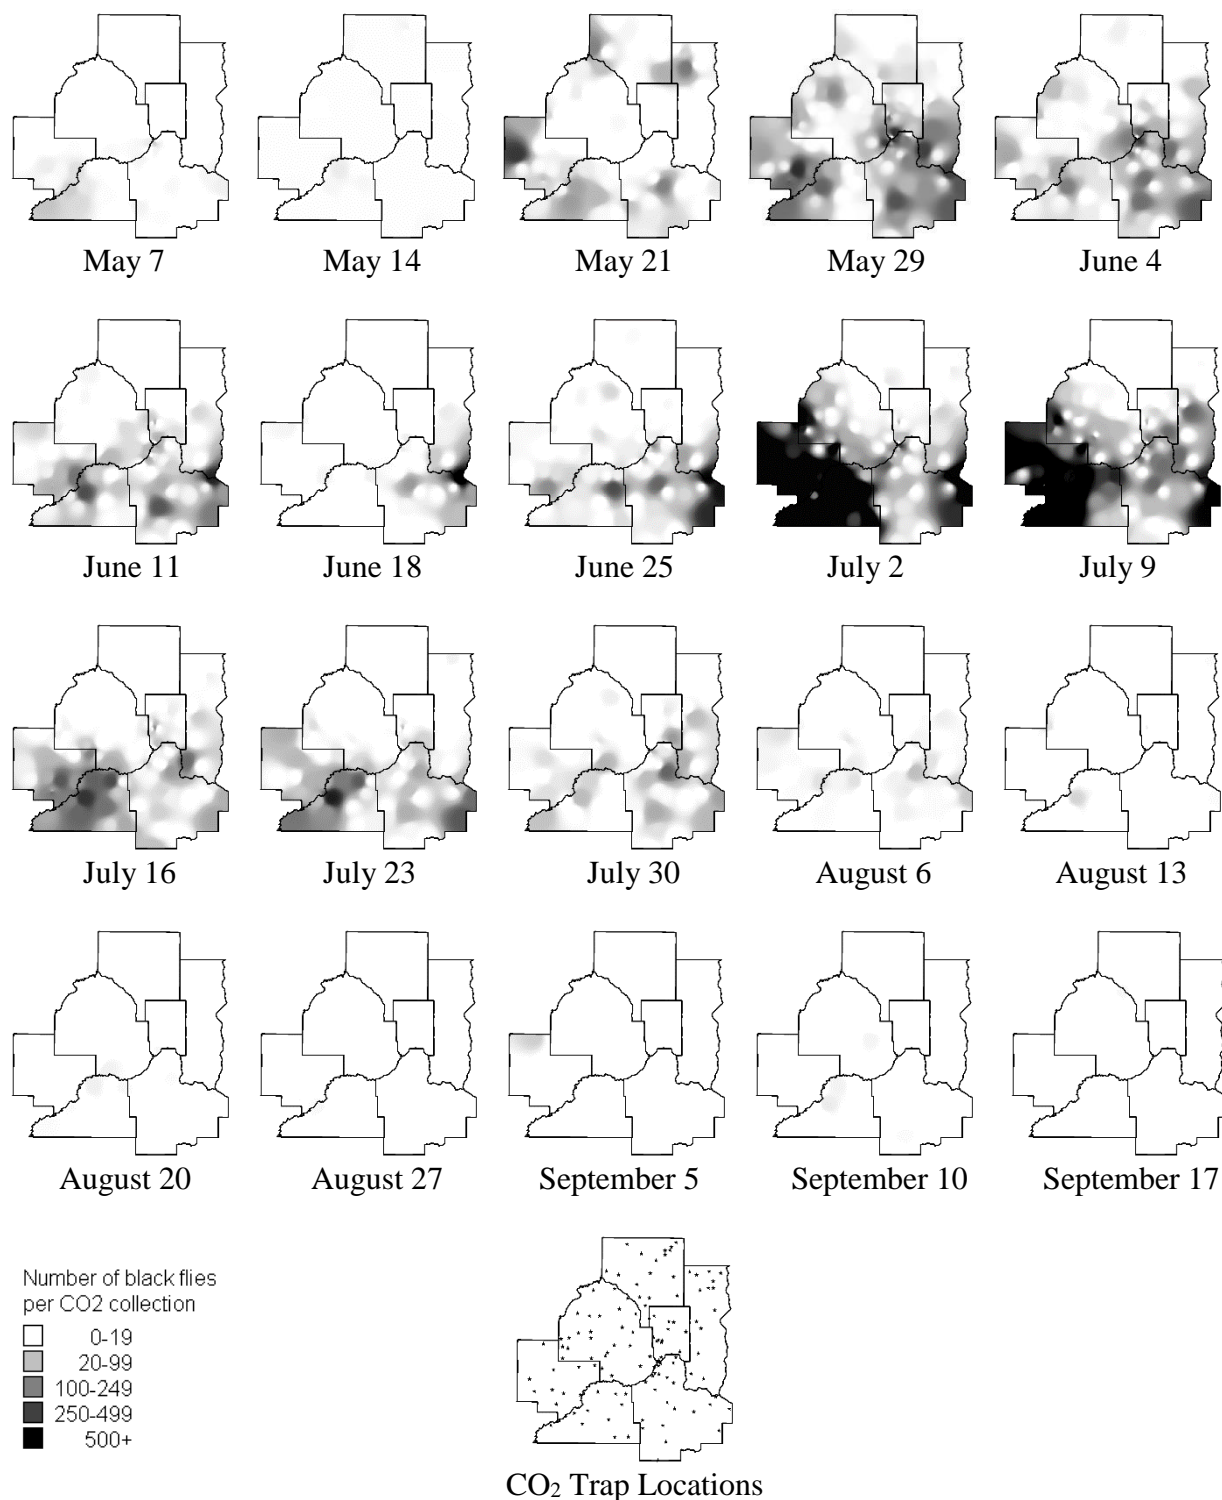 May 7
May 14
May 21
May 29
June 4
June 11
June 18
June 25
July 2
July 9
July 16
July 23
July 30
August 6
August 13
August 20
August 27
September 5
September 10
September 17
Number of black flies
per CO2 collection
0-19
20-99
100-249
250-499
500+
CO₂ Trap Locations